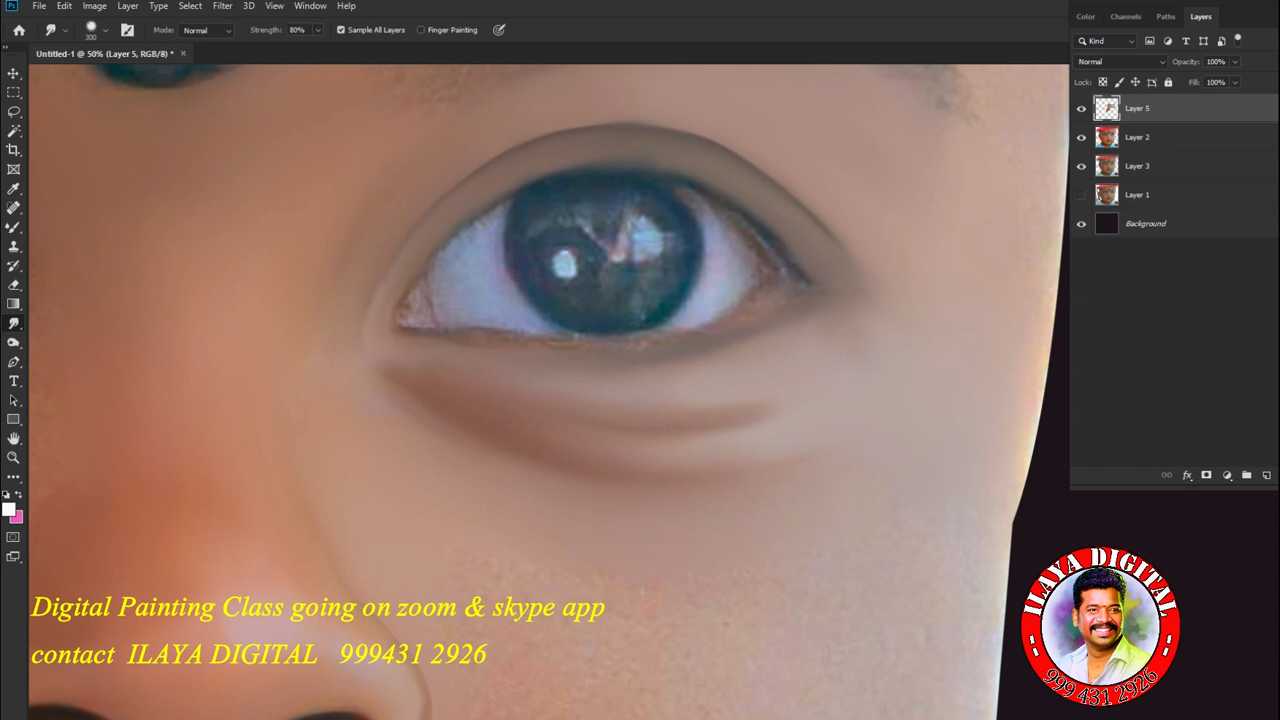 File Edit Image Layer Type Select Filter 3D View Window Help
300 Mode: Normal Strength: 80% Sample All Layers Finger Painting
Untitled-1 @ 50% (Layer 5, RGB/8) * ×
Color Channels Paths Layers
Kind
Normal Opacity: 100%
Lock: Fill: 100%
Layer 5
Layer 2
Layer 3
Layer 1
Background
fx
Digital Painting Class going on zoom & skype app
contact ILAYA DIGITAL 999431 2926
ILAYA DIGITAL
999 431 2926